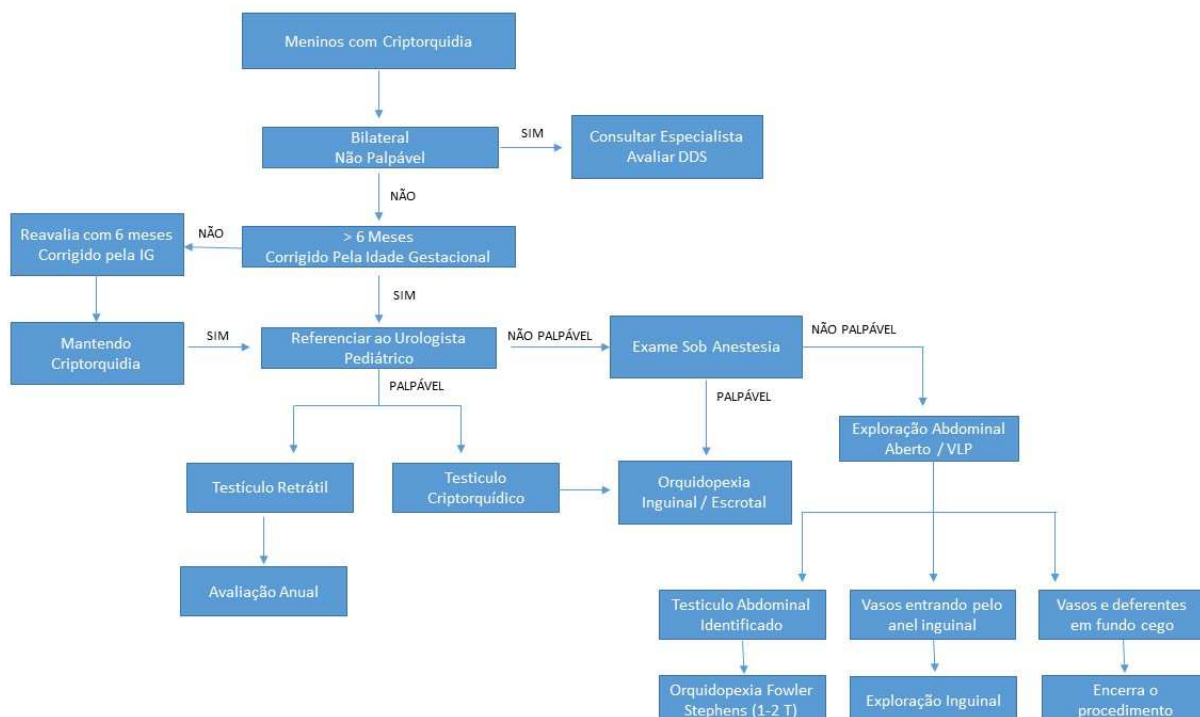 Meninos com Criptorquidia
Bilateral
Não Palpável
SIM
Consultar Especialista
Avaliar DDS
NÃO
Reavalia com 6 meses
Corrigido pela IG
NÃO
> 6 Meses
Corrigido Pela Idade Gestacional
SIM
Mantendo
Criptorquidia
SIM
Referenciar ao Urologista
Pediátrico
NÃO PALPÁVEL
Exame Sob Anestesia
NÃO PALPÁVEL
PALPÁVEL
PALPÁVEL
Exploração Abdominal
Aberto / VLP
Testículo Retrátil
Testiculo
Criptorquídico
Orquidopexia
Inguinal / Escrotal
Avaliação Anual
Testiculo Abdominal
Identificado
Vasos entrando pelo
anel inguinal
Vasos e deferentes
em fundo cego
Orquidopexia Fowler
Stephens (1-2 T)
Exploração Inguinal
Encerra o
procedimento